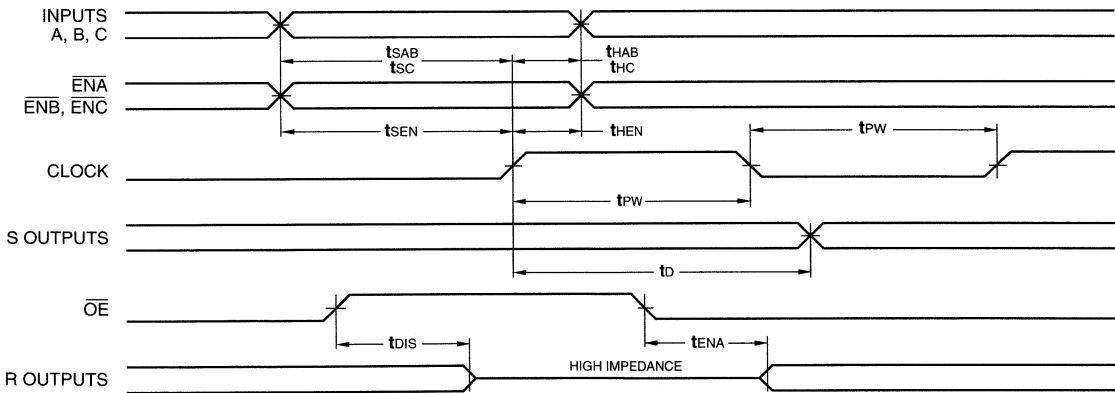 INPUTS
A, B, C
tSAB
tSC
tHAB
tHC
ENA
ENB, ENC
tSEN
tHEN
tPW
CLOCK
tPW
S OUTPUTS
tD
OE
tDIS
tENA
HIGH IMPEDANCE
R OUTPUTS